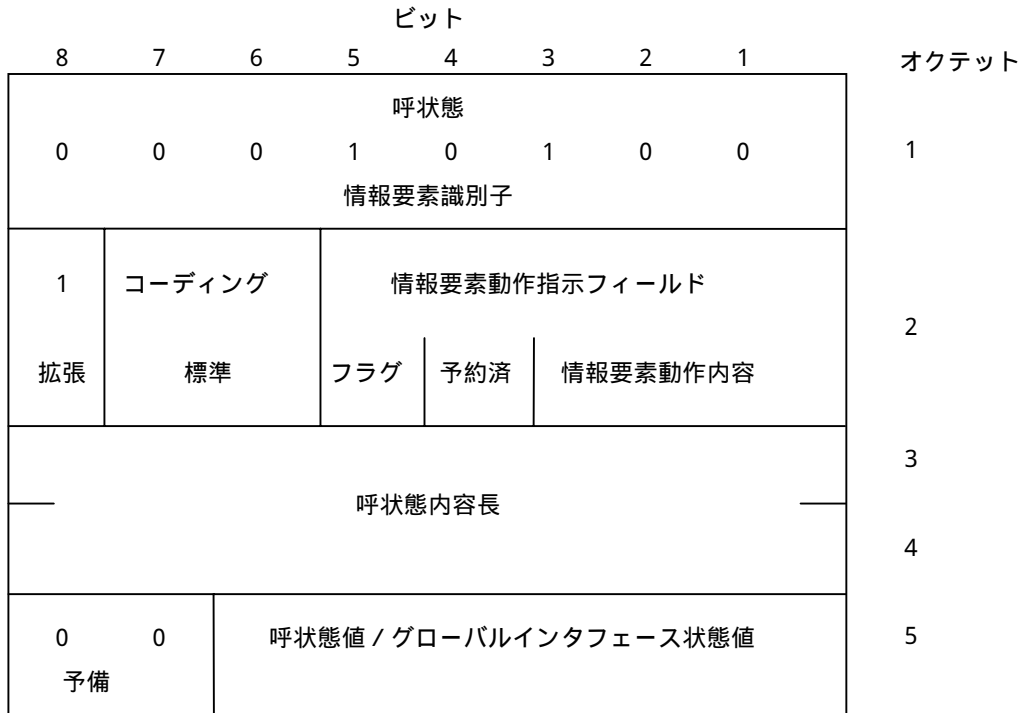 ビット
8 7 6 5 4 3 2 1 オクテット
呼状態
0 0 0 1 0 1 0 0 1
情報要素識別子
1 コーディング 情報要素動作指示フィールド
2
拡張 標準 フラグ 予約済 情報要素動作内容
3
呼状態内容長
4
0 0 呼状態値 / グローバルインタフェース状態値 5
予備